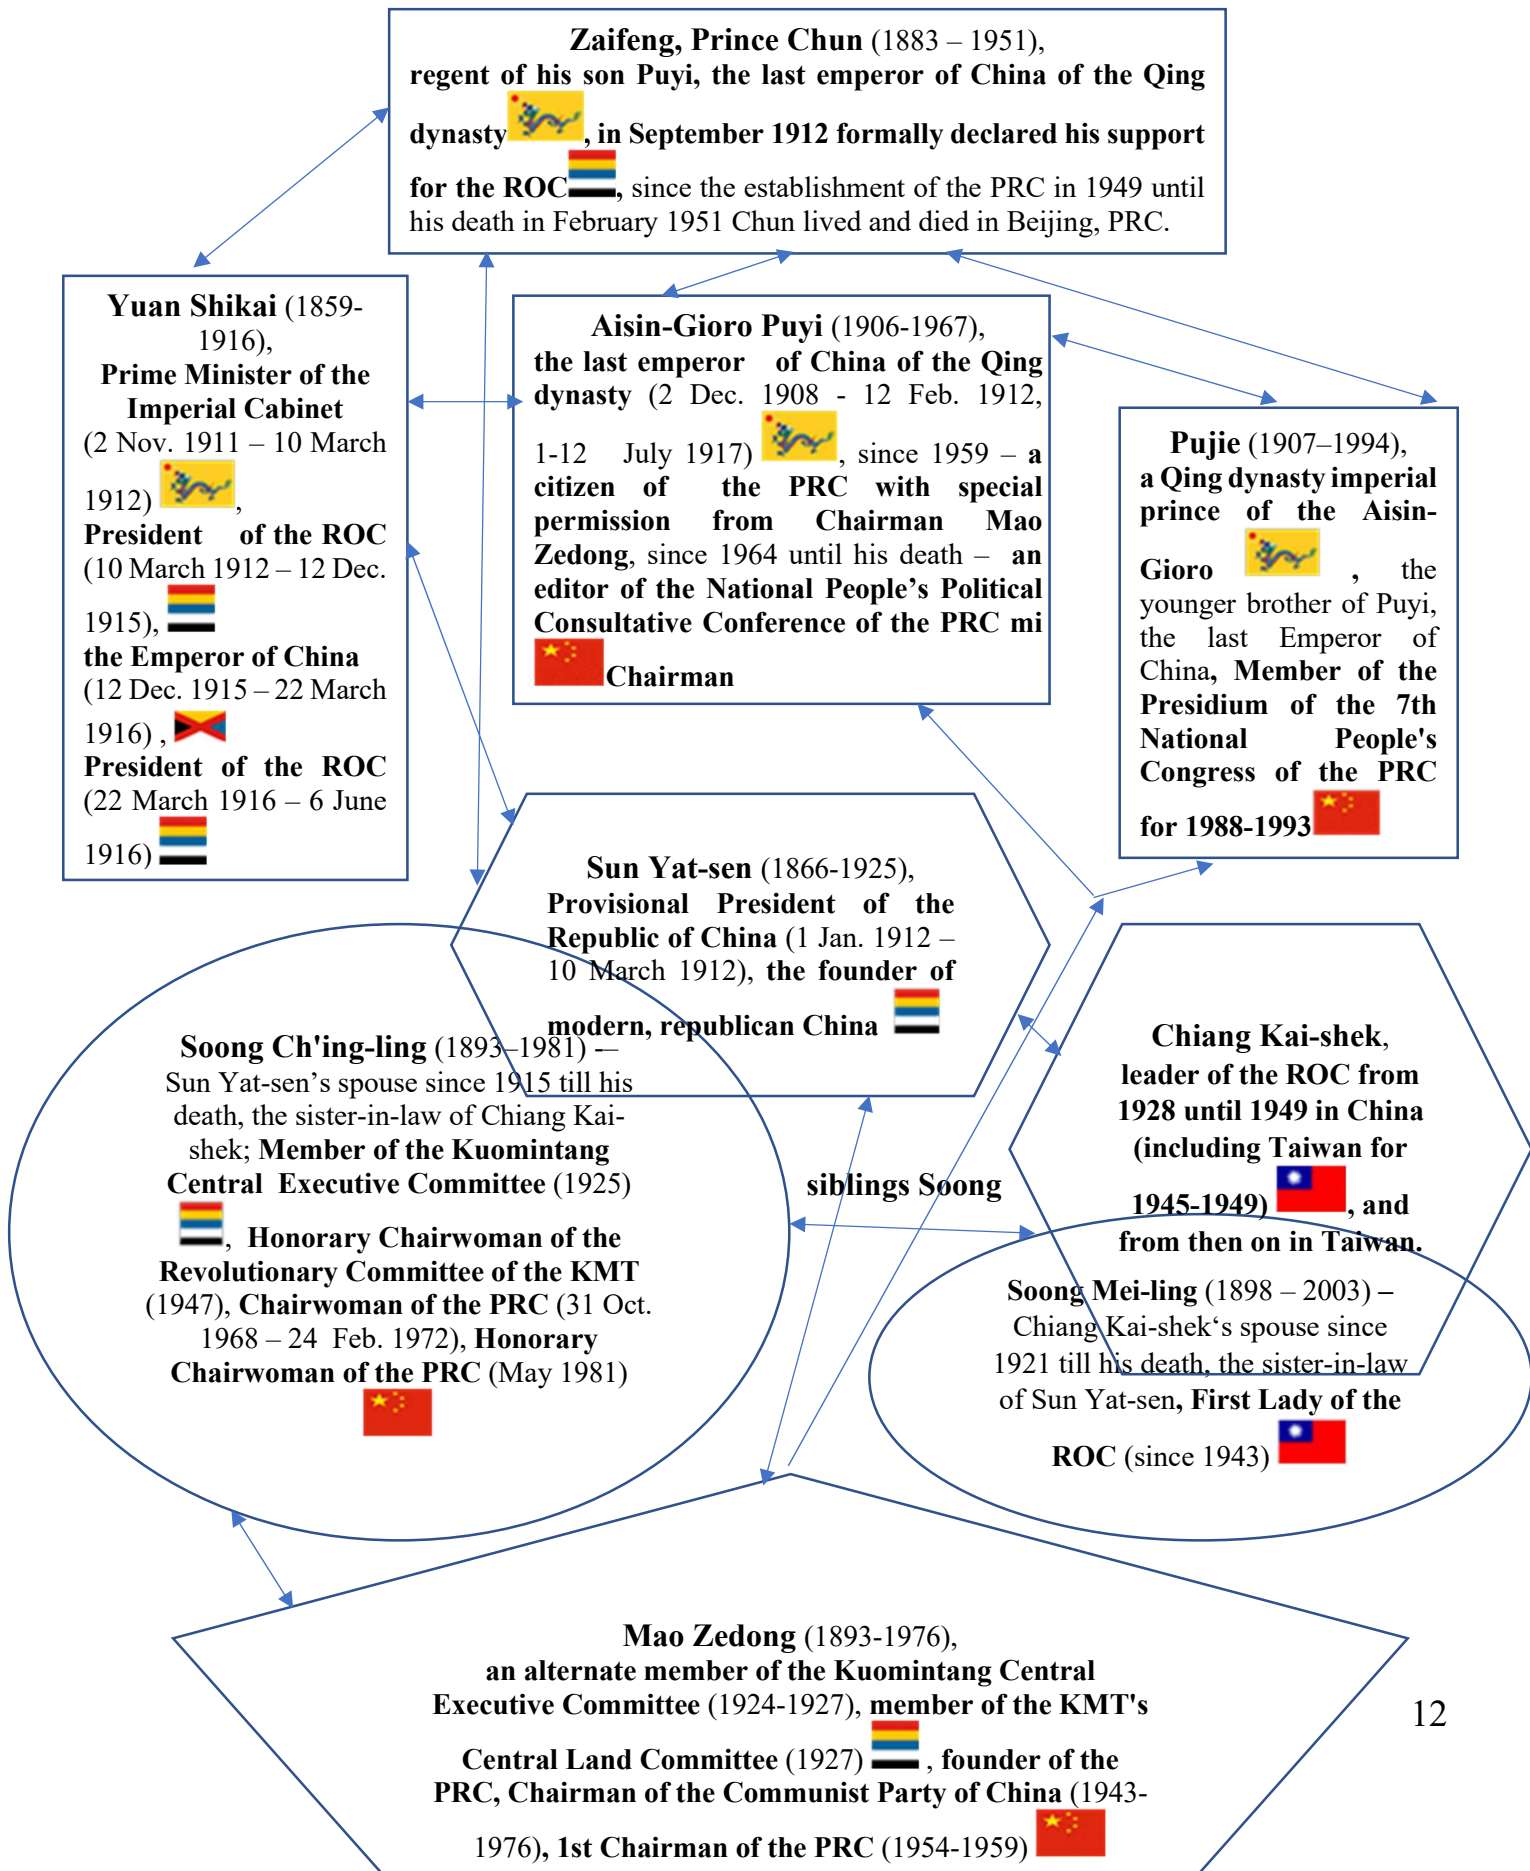 Zaifeng, Prince Chun (1883 – 1951),
regent of his son Puyi, the last emperor of China of the Qing
dynasty, in September 1912 formally declared his support
for the ROC, since the establishment of the PRC in 1949 until
his death in February 1951 Chun lived and died in Beijing, PRC.
Yuan Shikai (1859-
1916),
Prime Minister of the
Imperial Cabinet
(2 Nov. 1911 – 10 March
1912) ,
President of the ROC
(10 March 1912 – 12 Dec.
1915),
the Emperor of China
(12 Dec. 1915 – 22 March
1916) ,
President of the ROC
(22 March 1916 – 6 June
1916)
Aisin-Gioro Puyi (1906-1967),
the last emperor of China of the Qing
dynasty (2 Dec. 1908 - 12 Feb. 1912,
1-12 July 1917) , since 1959 – a
citizen of the PRC with special
permission from Chairman Mao
Zedong, since 1964 until his death – an
editor of the National People's Political
Consultative Conference of the PRC mi
Chairman
Pujie (1907–1994),
a Qing dynasty imperial
prince of the Aisin-
Gioro , the
younger brother of Puyi,
the last Emperor of
China, Member of the
Presidium of the 7th
National People's
Congress of the PRC
for 1988-1993
Sun Yat-sen (1866-1925),
Provisional President of the
Republic of China (1 Jan. 1912 –
10 March 1912), the founder of
modern, republican China
Soong Ch'ing-ling (1893–1981) –
Sun Yat-sen's spouse since 1915 till his
death, the sister-in-law of Chiang Kai-
shek; Member of the Kuomintang
Central Executive Committee (1925)
, Honorary Chairwoman of the
Revolutionary Committee of the KMT
(1947), Chairwoman of the PRC (31 Oct.
1968 – 24 Feb. 1972), Honorary
Chairwoman of the PRC (May 1981)
siblings Soong
Chiang Kai-shek,
leader of the ROC from
1928 until 1949 in China
(including Taiwan for
1945-1949) , and
from then on in Taiwan.
Soong Mei-ling (1898 – 2003) –
Chiang Kai-shek‘s spouse since
1921 till his death, the sister-in-law
of Sun Yat-sen, First Lady of the
ROC (since 1943)
Mao Zedong (1893-1976),
an alternate member of the Kuomintang Central
Executive Committee (1924-1927), member of the KMT's
Central Land Committee (1927) , founder of the
PRC, Chairman of the Communist Party of China (1943-
1976), 1st Chairman of the PRC (1954-1959)
12